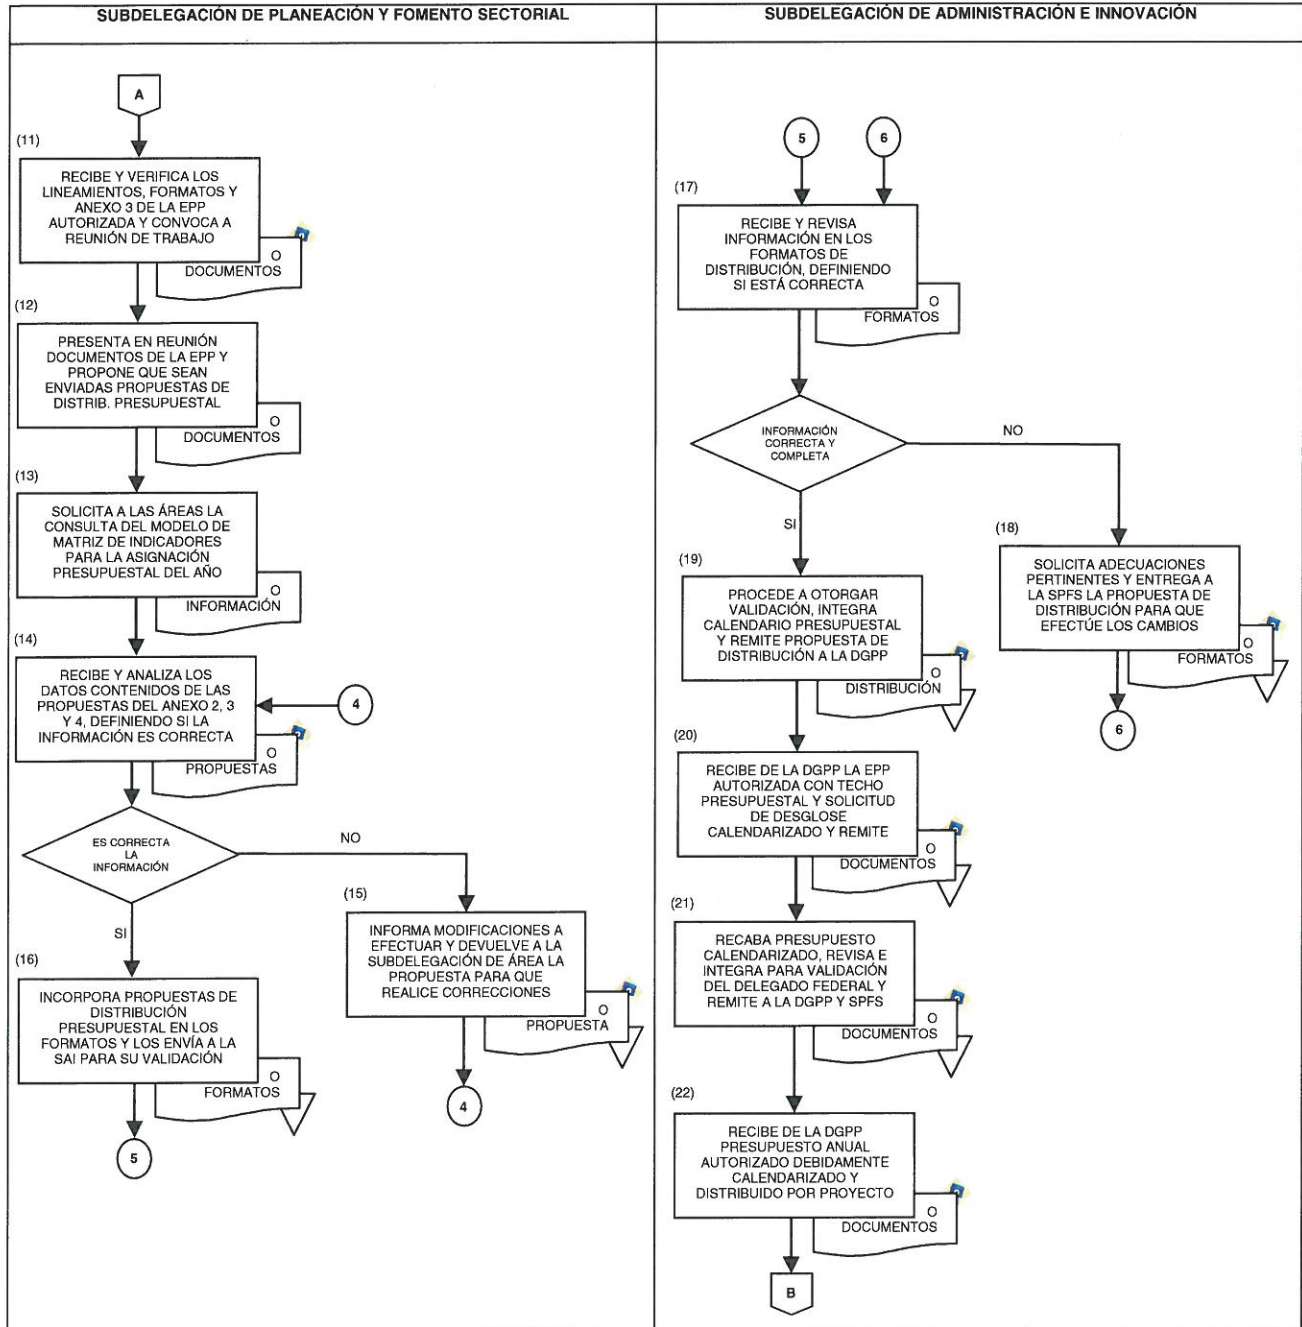 SUBDELEGACIÓN DE PLANEACIÓN Y FOMENTO SECTORIAL
A
(11)
RECIBE Y VERIFICA LOS
LINEAMIENTOS, FORMATOS Y
ANEXO 3 DE LA EPP
AUTORIZADA Y CONVOCA A
REUNIÓN DE TRABAJO
O
DOCUMENTOS
(12)
PRESENTA EN REUNIÓN
DOCUMENTOS DE LA EPP Y
PROPONE QUE SEAN
ENVIADAS PROPUESTAS DE
DISTRIB. PRESUPUESTAL
O
DOCUMENTOS
(13)
SOLICITA A LAS ÁREAS LA
CONSULTA DEL MODELO DE
MATRIZ DE INDICADORES
PARA LA ASIGNACIÓN
PRESUPUESTAL DEL AÑO
O
INFORMACIÓN
(14)
RECIBE Y ANALIZA LOS
DATOS CONTENIDOS DE LAS
PROPUESTAS DEL ANEXO 2, 3
Y 4, DEFINIENDO SI LA
INFORMACIÓN ES CORRECTA
4
O
PROPUESTAS
ES CORRECTA
LA
INFORMACIÓN
NO
SI
(15)
INFORMA MODIFICACIONES A
EFECTUAR Y DEVUELVE A LA
SUBDELEGACIÓN DE ÁREA LA
PROPUESTA PARA QUE
REALICE CORRECCIONES
O
PROPUESTA
4
(16)
INCORPORA PROPUESTAS DE
DISTRIBUCIÓN
PRESUPUESTAL EN LOS
FORMATOS Y LOS ENVÍA A LA
SAI PARA SU VALIDACIÓN
O
FORMATOS
5
SUBDELEGACIÓN DE ADMINISTRACIÓN E INNOVACIÓN
5
6
(17)
RECIBE Y REVISA
INFORMACIÓN EN LOS
FORMATOS DE
DISTRIBUCIÓN, DEFINIENDO
SI ESTÁ CORRECTA
O
FORMATOS
INFORMACIÓN
CORRECTA Y
COMPLETA
NO
SI
(18)
SOLICITA ADECUACIONES
PERTINENTES Y ENTREGA A
LA SPFS LA PROPUESTA DE
DISTRIBUCIÓN PARA QUE
EFECTÚE LOS CAMBIOS
O
FORMATOS
6
(19)
PROCEDE A OTORGAR
VALIDACIÓN, INTEGRA
CALENDARIO PRESUPUESTAL
Y REMITE PROPUESTA DE
DISTRIBUCIÓN A LA DGPP
O
DISTRIBUCIÓN
(20)
RECIBE DE LA DGPP LA EPP
AUTORIZADA CON TECHO
PRESUPUESTAL Y SOLICITUD
DE DESGLOSE
CALENDARIZADO Y REMITE
O
DOCUMENTOS
(21)
RECABA PRESUPUESTO
CALENDARIZADO, REVISA E
INTEGRA PARA VALIDACIÓN
DEL DELEGADO FEDERAL Y
REMITE A LA DGPP Y SPFS
O
DOCUMENTOS
(22)
RECIBE DE LA DGPP
PRESUPUESTO ANUAL
AUTORIZADO DEBIDAMENTE
CALENDARIZADO Y
DISTRIBUIDO POR PROYECTO
O
DOCUMENTOS
B